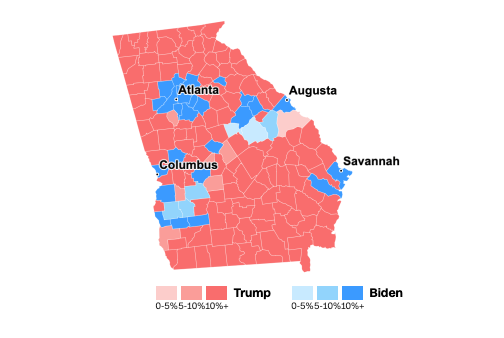 Atlanta
Augusta
Columbus
Savannah
Trump
Biden
0-5% 5-10% 10%+
0-5% 5-10% 10%+